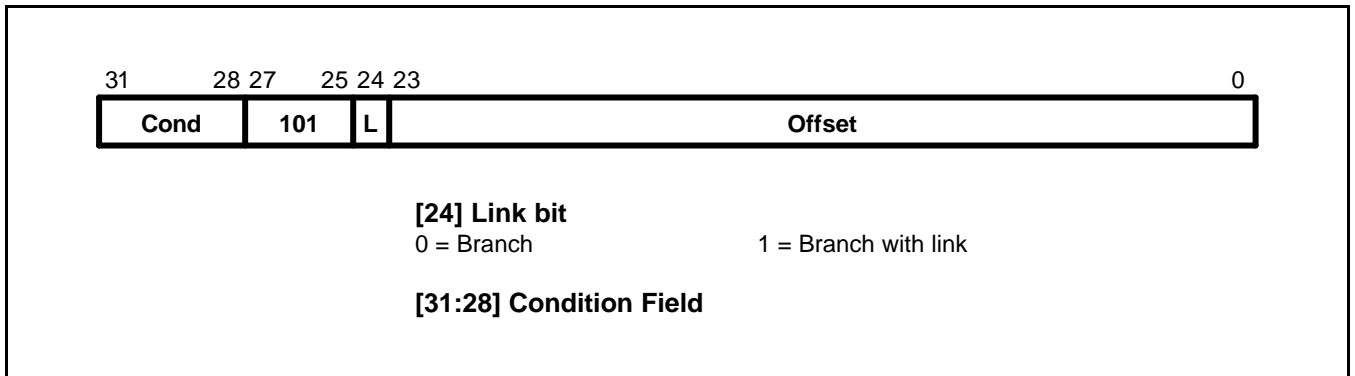 31 28 27 25 24 23 0
Cond 101 L Offset
[24] Link bit
0 = Branch 1 = Branch with link
[31:28] Condition Field